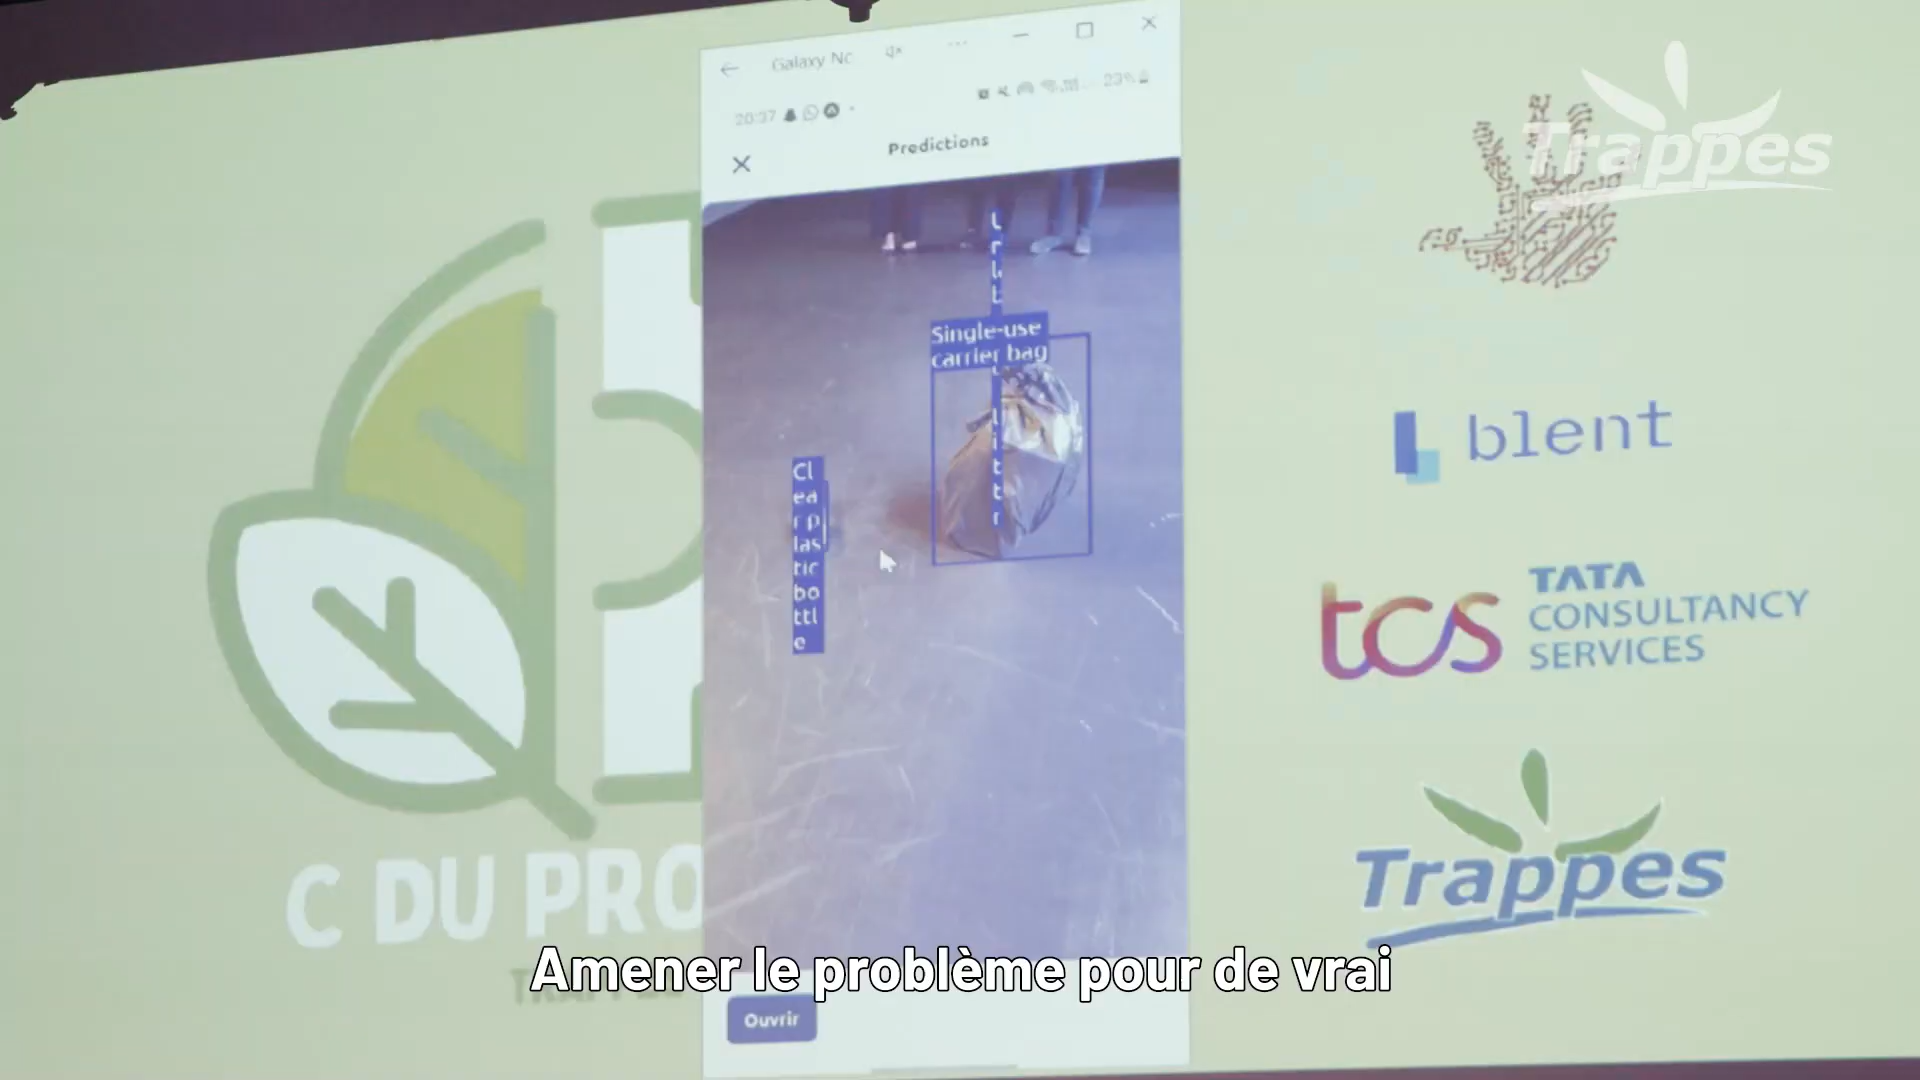 Galaxy No
20:37
23%
Predictions
Trappes
Single-use
carrier bag
Cl
ea
r p
las
tic
bo
ttl
e
blent
tcs TATA
CONSULTANCY
SERVICES
Trappes
C DU PRO
Amener le problème pour de vrai
Ouvrir